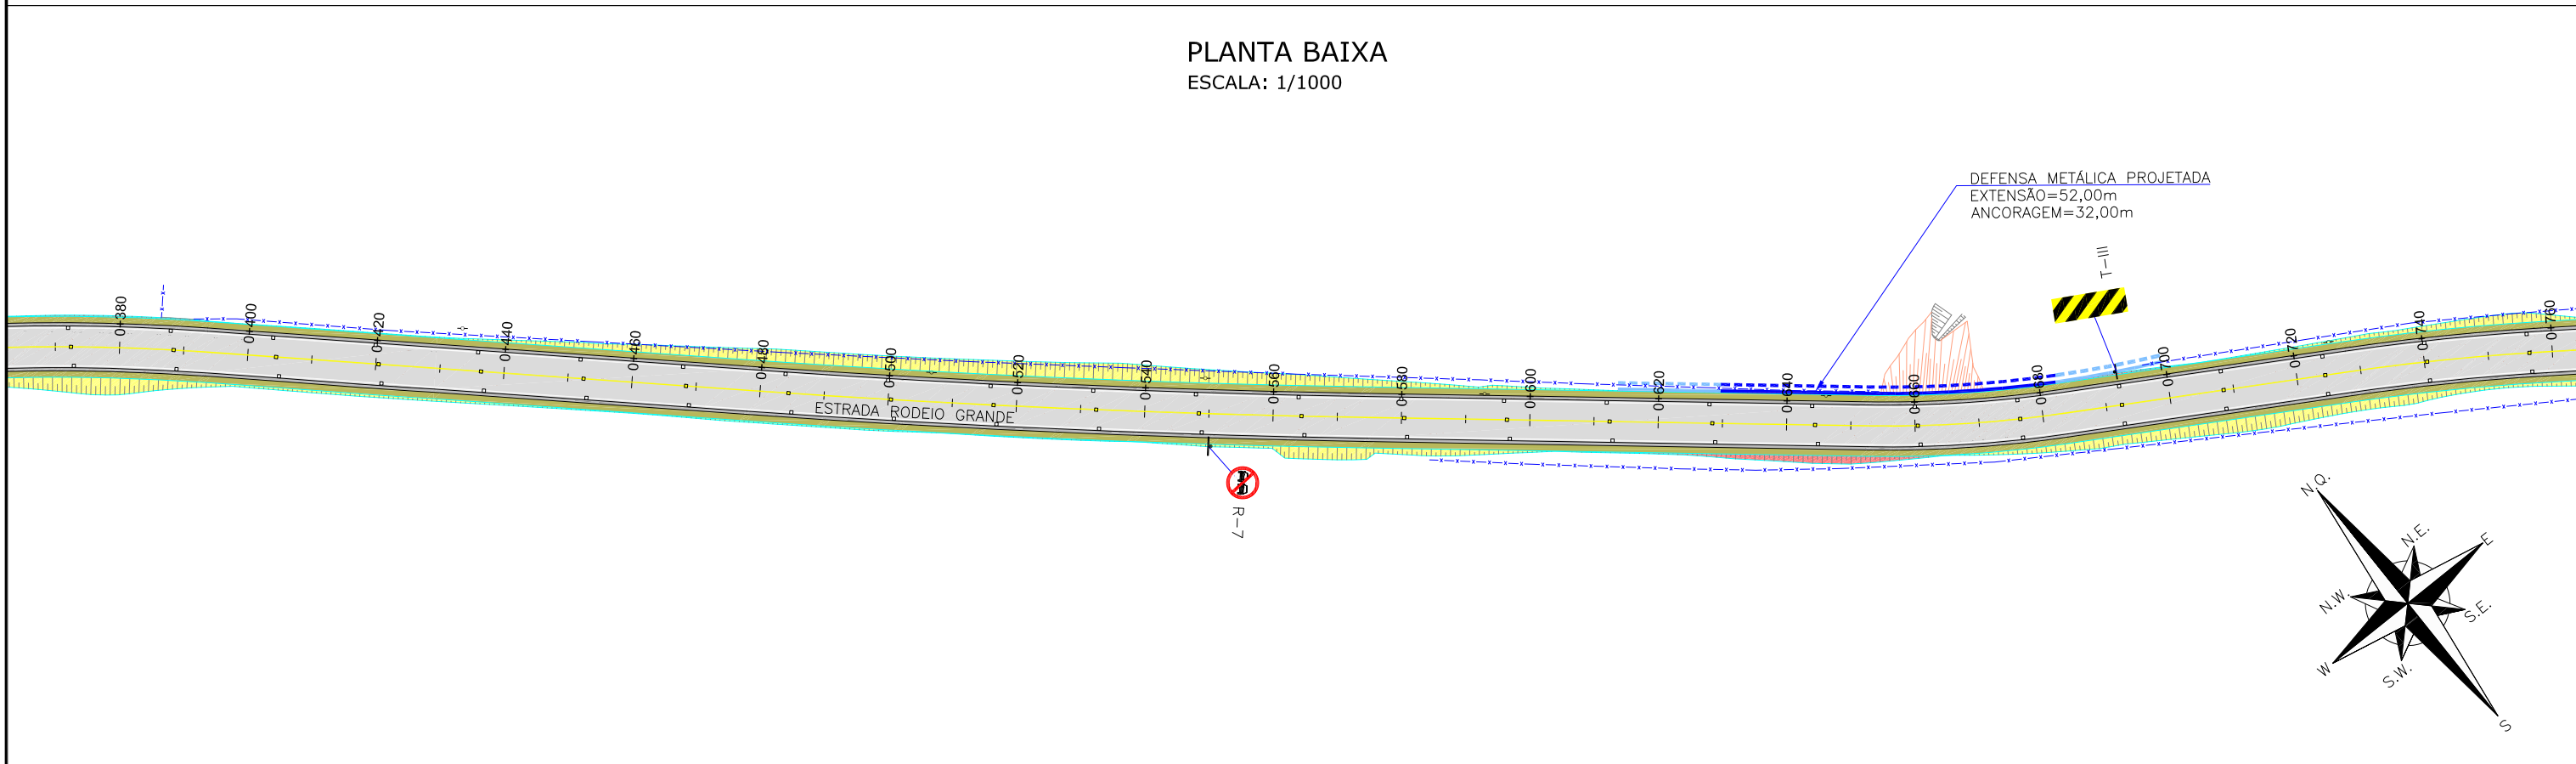 PLANTA BAIXA
ESCALA: 1/1000
DEFENSA METÁLICA PROJETADA
EXTENSÃO=52,00m
ANCORAGEM=32,00m
T-III
0+380
0+400
0+420
0+440
0+460
0+480
0+500
0+520
0+540
0+560
0+580
0+600
0+620
0+640
0+660
0+680
0+700
0+720
0+740
0+760
ESTRADA RODEIO GRANDE
R-7
N.Q.
N.E.
E
N.W.
S.E.
W
S.W.
S